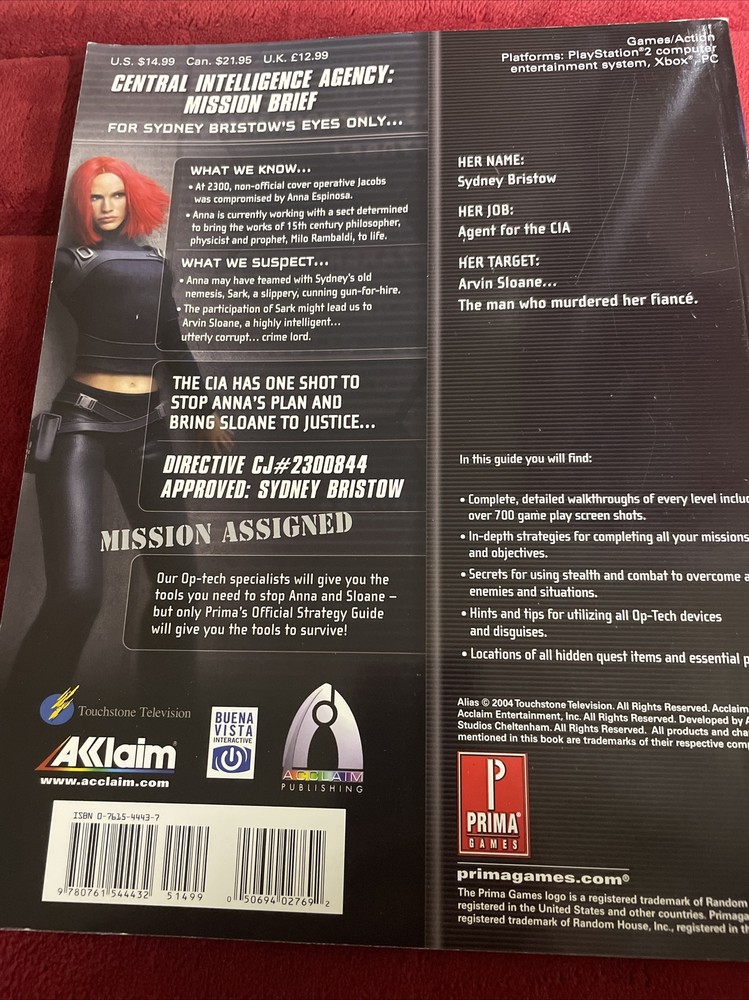 U.S. $14.99 Can. $21.95 U.K. £12.99
CENTRAL INTELLIGENCE AGENCY:
MISSION BRIEF
FOR SYDNEY BRISTOW'S EYES ONLY...
WHAT WE KNOW...
• At 2300, non-official cover operative Jacobs
was compromised by Anna Espinosa.
• Anna is currently working with a sect determined
to bring the works of 15th century philosopher,
physicist and prophet, Milo Rambaldi, to life.
WHAT WE SUSPECT...
• Anna may have teamed with Sydney's old
nemesis, Sark, a slippery, cunning gun-for-hire.
• The participation of Sark might lead us to
Arvin Sloane, a highly intelligent...
utterly corrupt... crime lord.
THE CIA HAS ONE SHOT TO
STOP ANNA'S PLAN AND
BRING SLOANE TO JUSTICE...
DIRECTIVE CJ#2300844
APPROVED: SYDNEY BRISTOW
MISSION ASSIGNED
Our Op-tech specialists will give you the
tools you need to stop Anna and Sloane –
but only Prima's Official Strategy Guide
will give you the tools to survive!
Touchstone Television
AKKlaim®
www.acclaim.com
BUENA
VISTA
INTERACTIVE
ACCLAIM
PUBLISHING
ISBN 0-7615-4443-7
9 780761 544432 51499
0 50694 02769 2
Games/Action
Platforms: PlayStation®2 computer
entertainment system, Xbox®, PC
HER NAME:
Sydney Bristow
HER JOB:
Agent for the CIA
HER TARGET:
Arvin Sloane...
The man who murdered her fiancé.
In this guide you will find:
• Complete, detailed walkthroughs of every level inclu
over 700 game play screen shots.
• In-depth strategies for completing all your missions
and objectives.
• Secrets for using stealth and combat to overcome a
enemies and situations.
• Hints and tips for utilizing all Op-Tech devices
and disguises.
• Locations of all hidden quest items and essential p
Alias © 2004 Touchstone Television. All Rights Reserved. Acclaim
Acclaim Entertainment, Inc. All Rights Reserved. Developed by A
Studios Cheltenham. All Rights Reserved. All products and cha
mentioned in this book are trademarks of their respective comp
P
PRIMA®
GAMES
primagames.com®
The Prima Games logo is a registered trademark of Random
registered in the United States and other countries. Primaga
registered trademark of Random House, Inc., registered in th